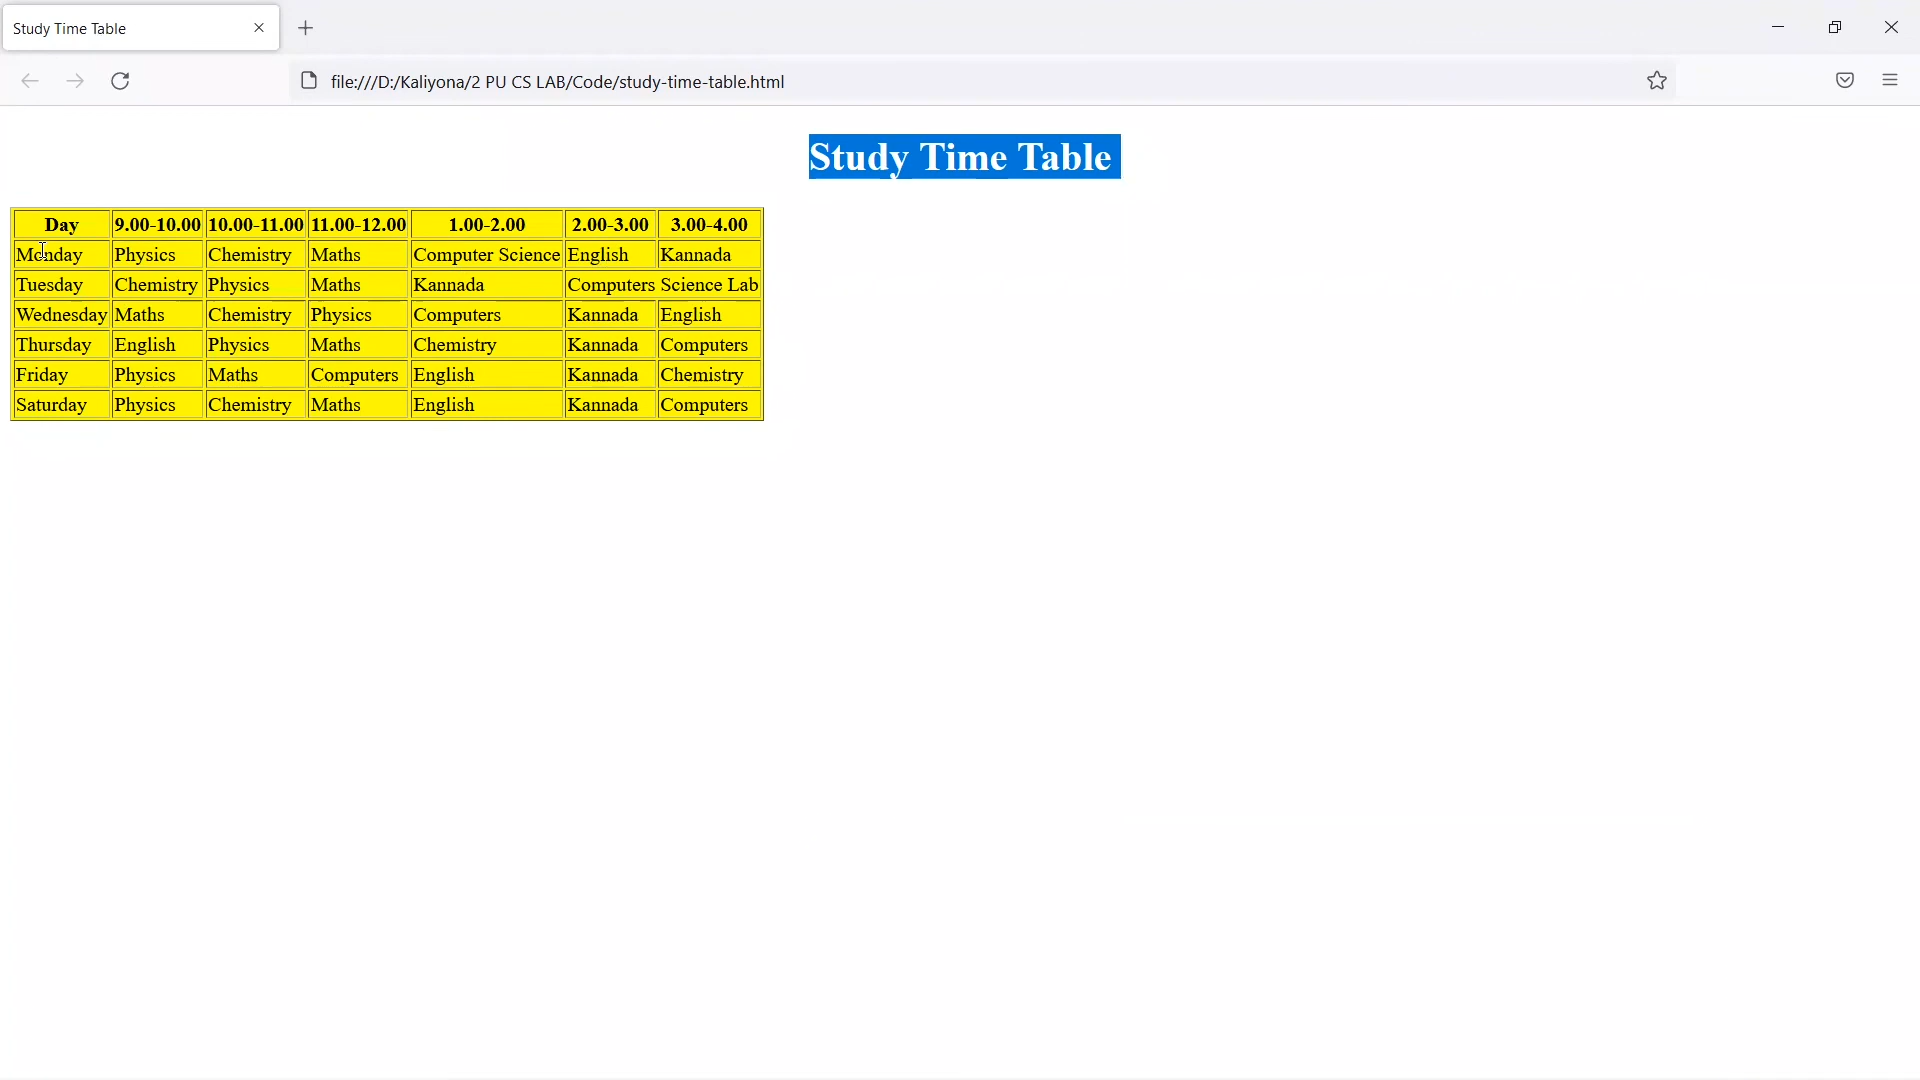 Study Time Table
file:///D:/Kaliyona/2 PU CS LAB/Code/study-time-table.html
Study Time Table
Day 9.00-10.00 10.00-11.00 11.00-12.00 1.00-2.00 2.00-3.00 3.00-4.00
Monday Physics Chemistry Maths Computer Science English Kannada
Tuesday Chemistry Physics Maths Kannada Computers Science Lab
Wednesday Maths Chemistry Physics Computers Kannada English
Thursday English Physics Maths Chemistry Kannada Computers
Friday Physics Maths Computers English Kannada Chemistry
Saturday Physics Chemistry Maths English Kannada Computers